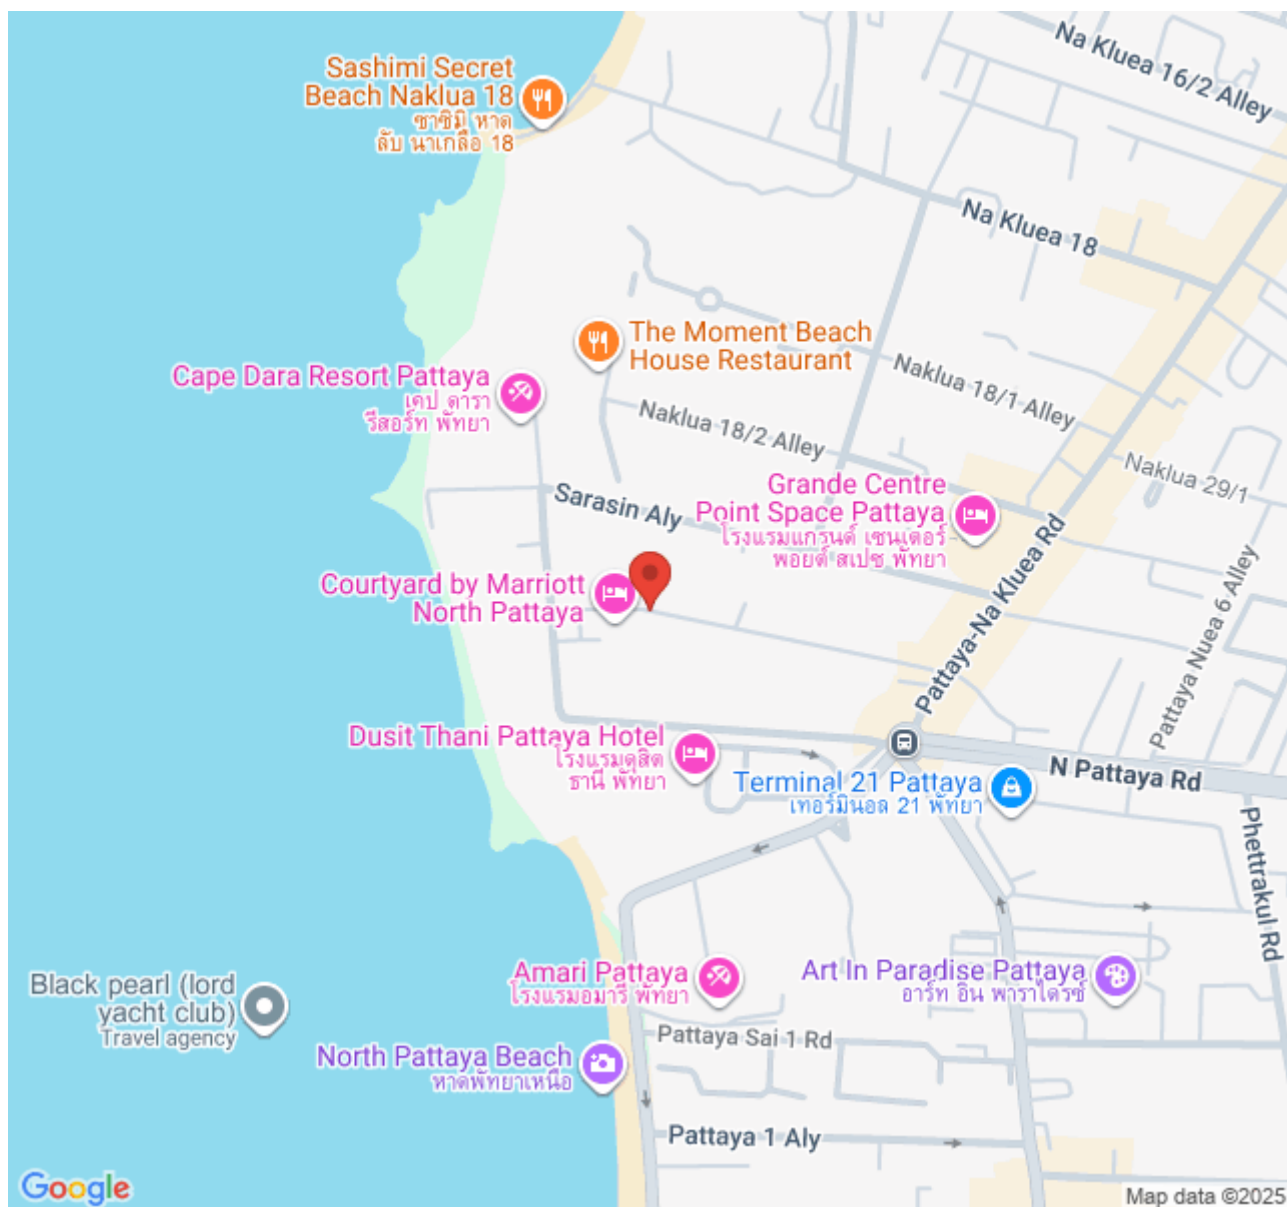 Na Kluea 16/2 Alley
Sashimi Secret
Beach Naklua 18
ซาชิมิ หาด
ลับ นาเกลือ 18
Na Kluea 18
The Moment Beach
House Restaurant
Cape Dara Resort Pattaya
เคป ดารา
รีสอร์ท พัทยา
Naklua 18/1 Alley
Naklua 18/2 Alley
Naklua 29/1
Sarasin Aly
Grande Centre
Point Space Pattaya
โรงแรมแกรนด์ เซนเตอร์
พอยต์ สเปซ พัทยา
Courtyard by Marriott
North Pattaya
Pattaya-Na Kluea Rd
Pattaya Nuea 6 Alley
Dusit Thani Pattaya Hotel
โรงแรมดุสิต
ธานี พัทยา
Terminal 21 Pattaya
เทอร์มินอล 21 พัทยา
N Pattaya Rd
Phettrakul Rd
Black pearl (lord
yacht club)
Travel agency
Amari Pattaya
โรงแรมอมารี พัทยา
Art In Paradise Pattaya
อาร์ท อิน พาราไดรซ์
Pattaya Sai 1 Rd
North Pattaya Beach
หาดพัทยาเหนือ
Pattaya 1 Aly
Google
Map data ©2025